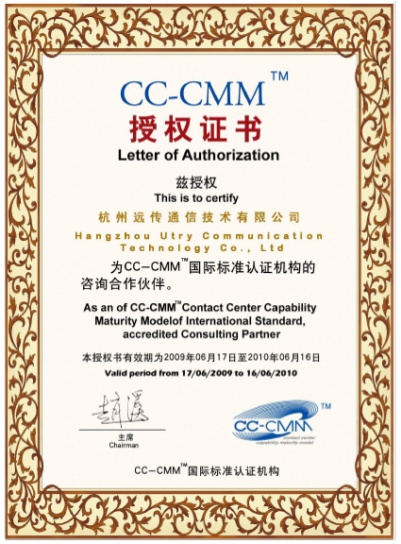 CC-CMM™
授权证书
Letter of Authorization
兹授权
This is to certify
杭州远传通信技术有限公司
Hangzhou Utry Communication
Technology Co., Ltd
为CC-CMM™国际标准认证机构的
咨询合作伙伴。
As an of CC-CMM™Contact Center Capability
Maturity Modelof International Standard,
accredited Consulting Partner
本授权书有效期为2009年06月17日至2010年06月16日
Valid period from 17/06/2009 to 16/06/2010
主席
Chairman
CC-CMM™
contact center
capability maturity model
CC-CMM™国际标准认证机构